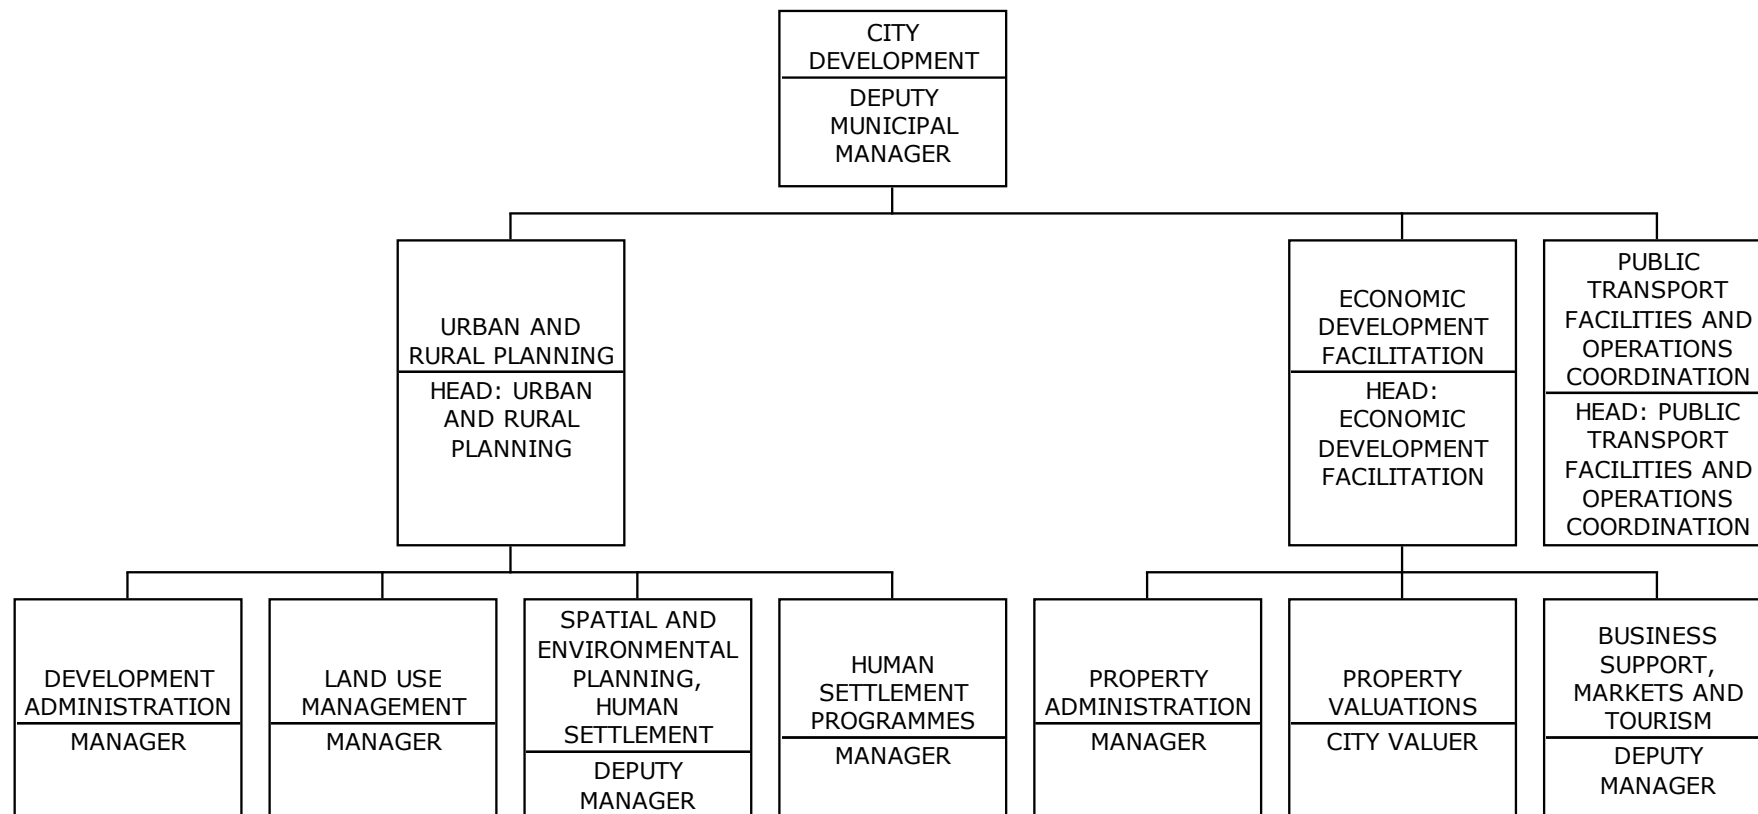 CITY
DEVELOPMENT
DEPUTY
MUNICIPAL
MANAGER
URBAN AND
RURAL PLANNING
HEAD: URBAN
AND RURAL
PLANNING
ECONOMIC
DEVELOPMENT
FACILITATION
HEAD:
ECONOMIC
DEVELOPMENT
FACILITATION
PUBLIC
TRANSPORT
FACILITIES AND
OPERATIONS
COORDINATION
HEAD: PUBLIC
TRANSPORT
FACILITIES AND
OPERATIONS
COORDINATION
DEVELOPMENT
ADMINISTRATION
MANAGER
LAND USE
MANAGEMENT
MANAGER
SPATIAL AND
ENVIRONMENTAL
PLANNING,
HUMAN
SETTLEMENT
DEPUTY
MANAGER
HUMAN
SETTLEMENT
PROGRAMMES
MANAGER
PROPERTY
ADMINISTRATION
MANAGER
PROPERTY
VALUATIONS
CITY VALUER
BUSINESS
SUPPORT,
MARKETS AND
TOURISM
DEPUTY
MANAGER